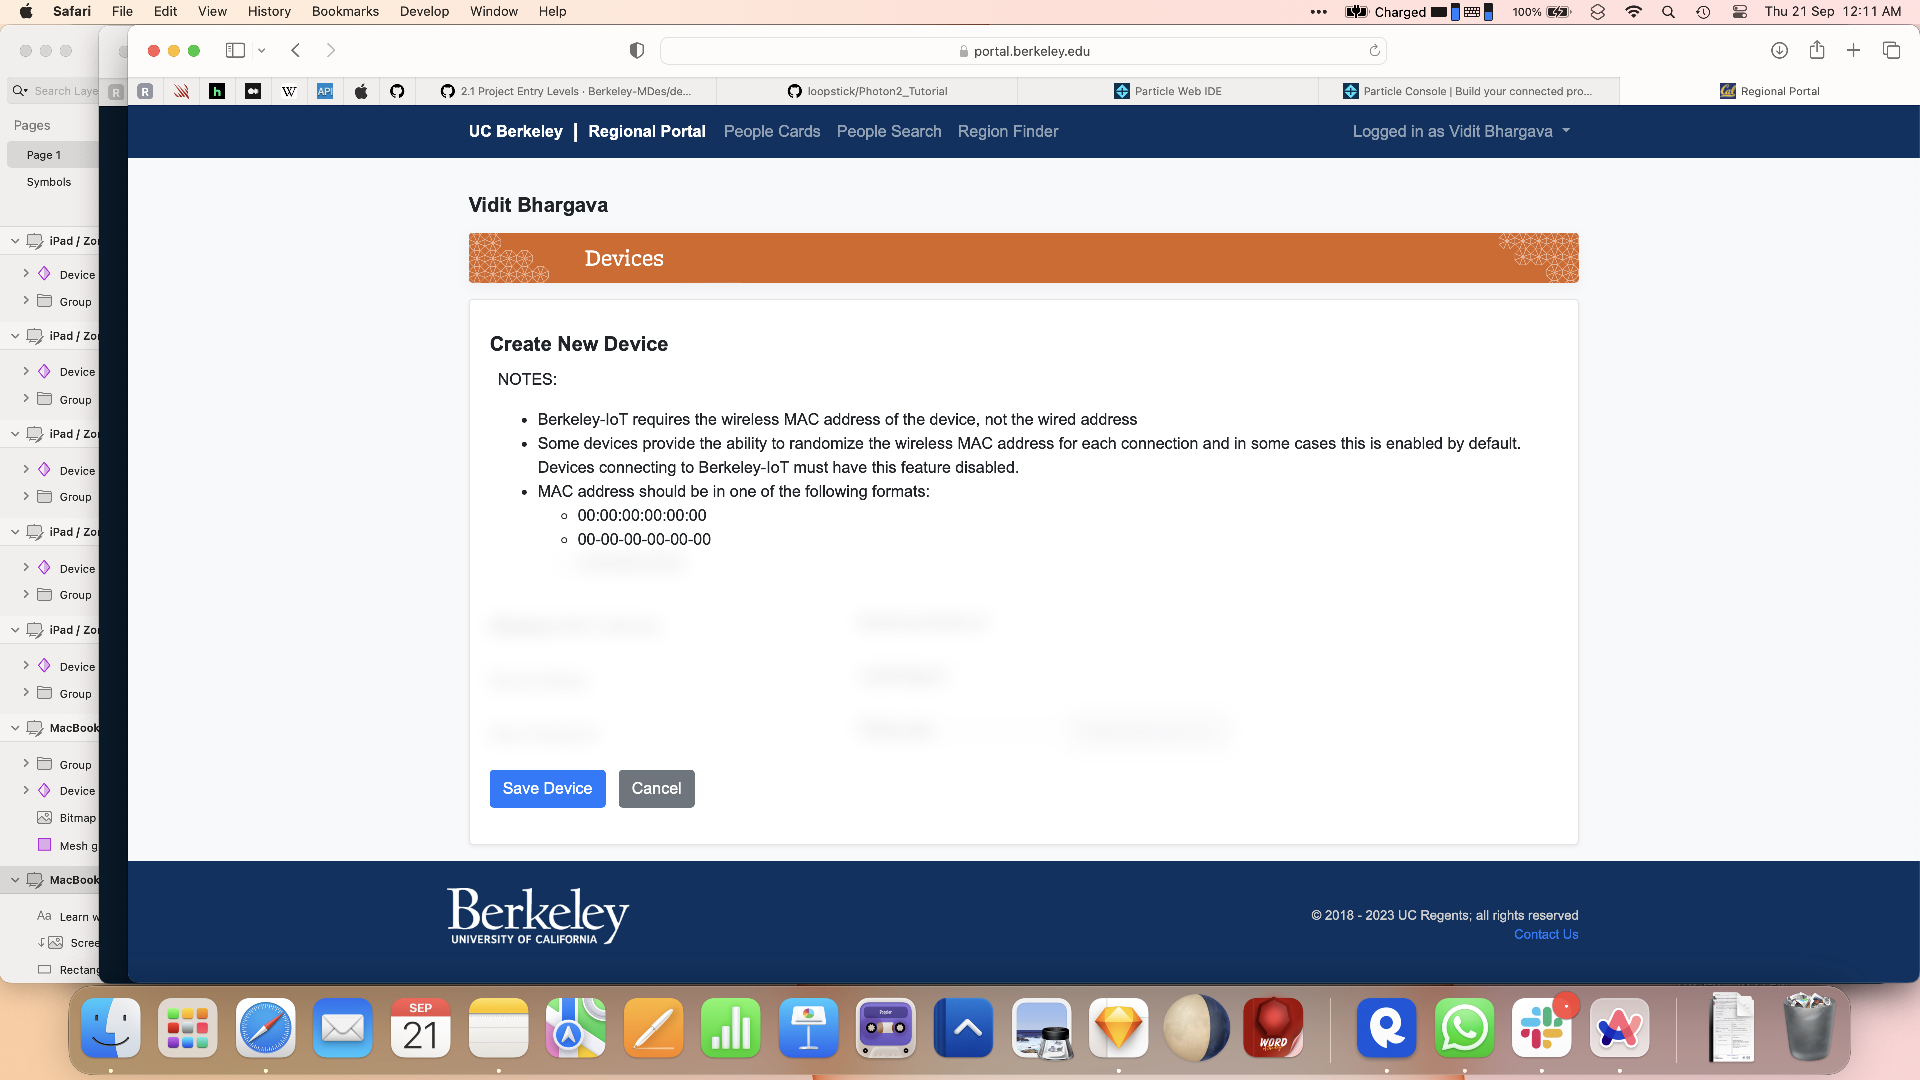 Safari File Edit View History Bookmarks Develop Window Help
Charged 100% Thu 21 Sep 12:11 AM
portal.berkeley.edu
Search Laye
R R h W API
2.1 Project Entry Levels · Berkeley-MDes/de...
loopstick/Photon2_Tutorial
Particle Web IDE
Particle Console | Build your connected pro...
Cal Regional Portal
Pages
Page 1
Symbols
iPad / Zo
Device
Group
iPad / Zo
Device
Group
iPad / Zo
Device
Group
iPad / Zo
Device
Group
iPad / Zo
Device
Group
MacBook
Group
Device
Bitmap
Mesh g
MacBook
Aa Learn w
Scree
Rectang
UC Berkeley | Regional Portal People Cards People Search Region Finder
Logged in as Vidit Bhargava
Vidit Bhargava
Devices
Create New Device
NOTES:
• Berkeley-IoT requires the wireless MAC address of the device, not the wired address
• Some devices provide the ability to randomize the wireless MAC address for each connection and in some cases this is enabled by default.
Devices connecting to Berkeley-IoT must have this feature disabled.
• MAC address should be in one of the following formats:
00:00:00:00:00:00
00-00-00-00-00-00
Save Device Cancel
Berkeley
UNIVERSITY OF CALIFORNIA
© 2018 - 2023 UC Regents; all rights reserved
Contact Us
SEP
21
WORD